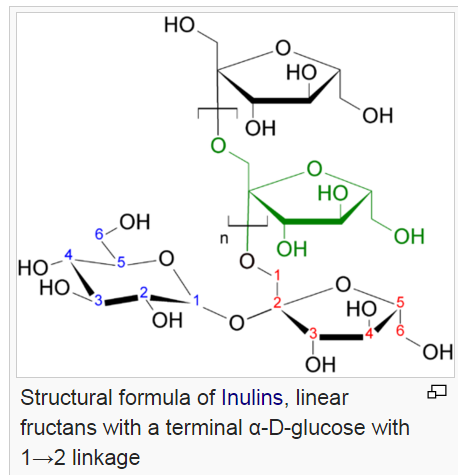 HO
O
HO
OH
OH
O
O
HO
n
OH
OH
6 OH
O
1
4 5 O
HO
HO
3 2 1
OH
O
2
O
HO 5
3 4 6
OH
OH
Structural formula of Inulins, linear
fructans with a terminal α-D-glucose with
1→2 linkage